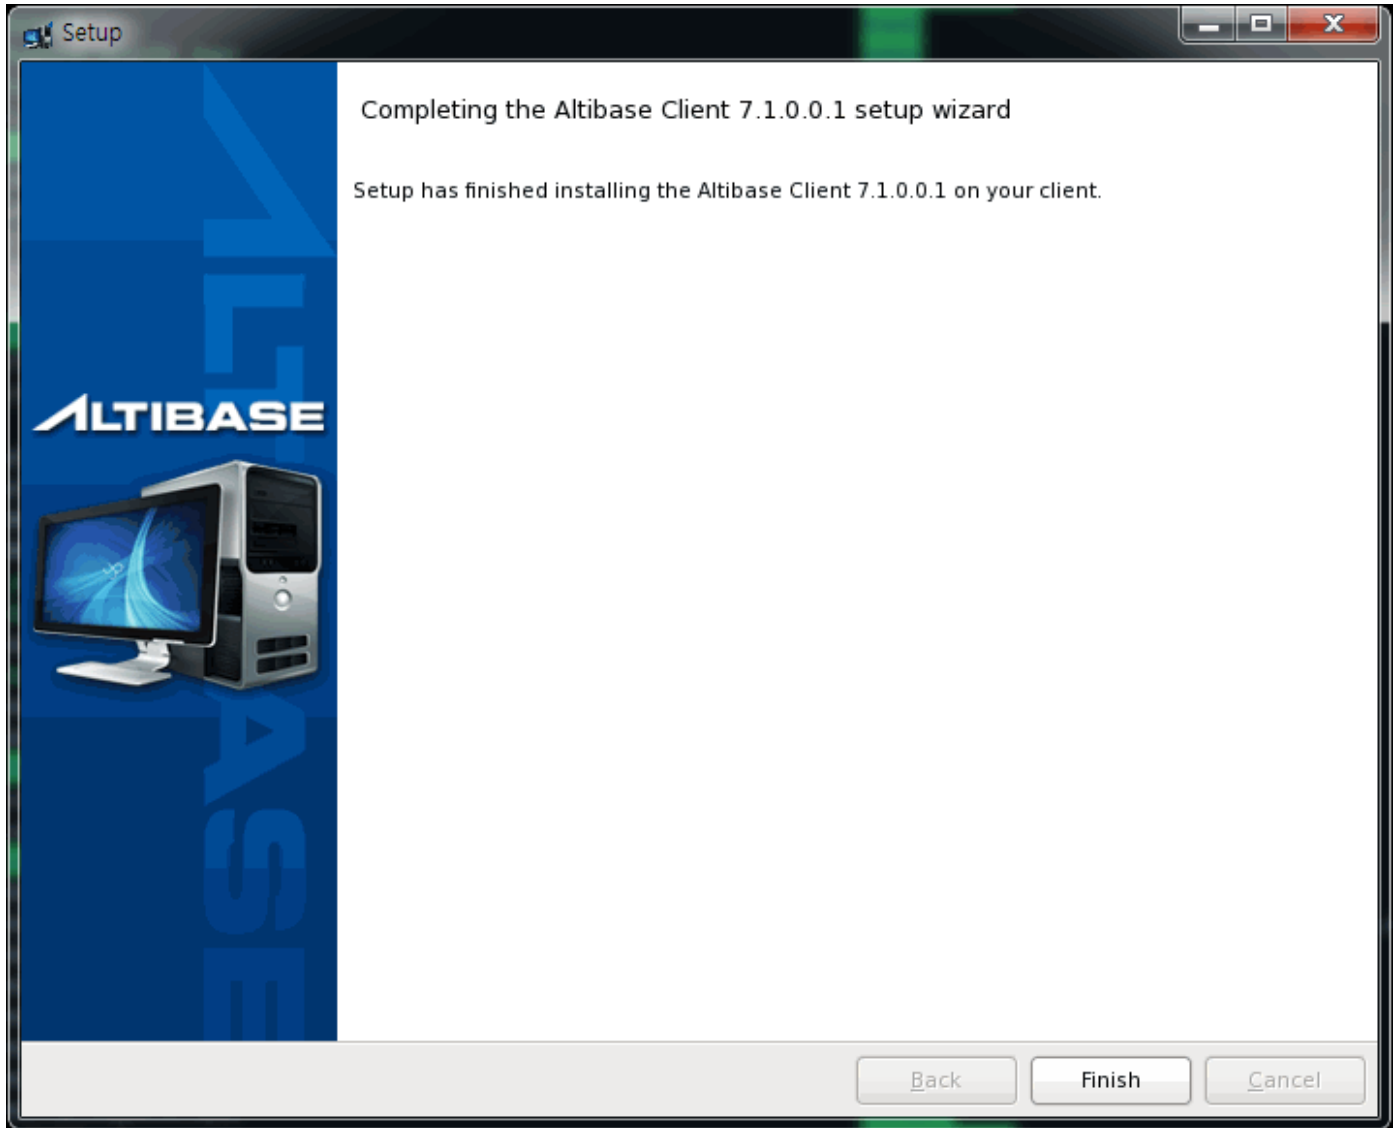 Setup
Completing the Altibase Client 7.1.0.0.1 setup wizard
Setup has finished installing the Altibase Client 7.1.0.0.1 on your client.
ALTIBASE
ALTIBASE
Back
Finish
Cancel